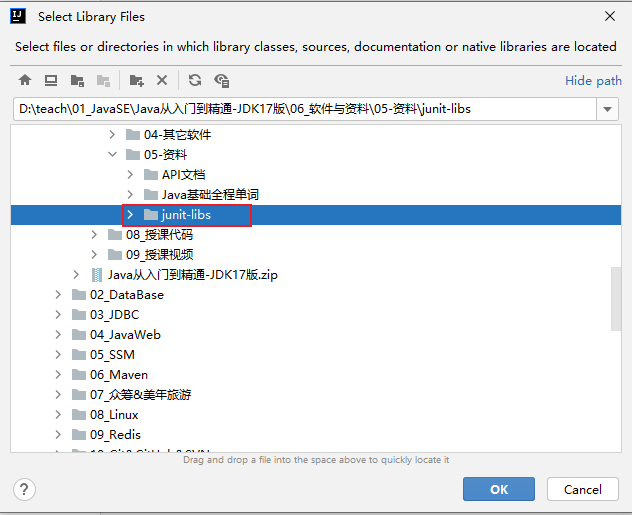 Select Library Files
Select files or directories in which library classes, sources, documentation or native libraries are located
Hide path
D:\teach\01_JavaSE\Java从入门到精通-JDK17版\06_软件与资料\05-资料\junit-libs
04-其它软件
05-资料
API文档
Java基础全程单词
junit-libs
08_授课代码
09_授课视频
Java从入门到精通-JDK17版.zip
02_DataBase
03_JDBC
04_JavaWeb
05_SSM
06_Maven
07_众筹&美年旅游
08_Linux
09_Redis
Drag and drop a file into the space above to quickly locate it
?
OK
Cancel